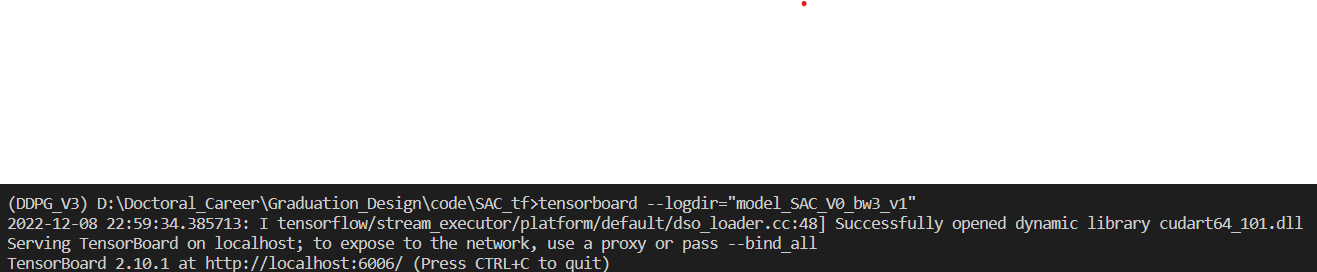 (DDPG_V3) D:\Doctoral_Career\Graduation_Design\code\SAC_tf>tensorboard --logdir="model_SAC_V0_bw3_v1"
2022-12-08 22:59:34.385713: I tensorflow/stream_executor/platform/default/dso_loader.cc:48] Successfully opened dynamic library cudart64_101.dll
Serving TensorBoard on localhost; to expose to the network, use a proxy or pass --bind_all
TensorBoard 2.10.1 at http://localhost:6006/ (Press CTRL+C to quit)